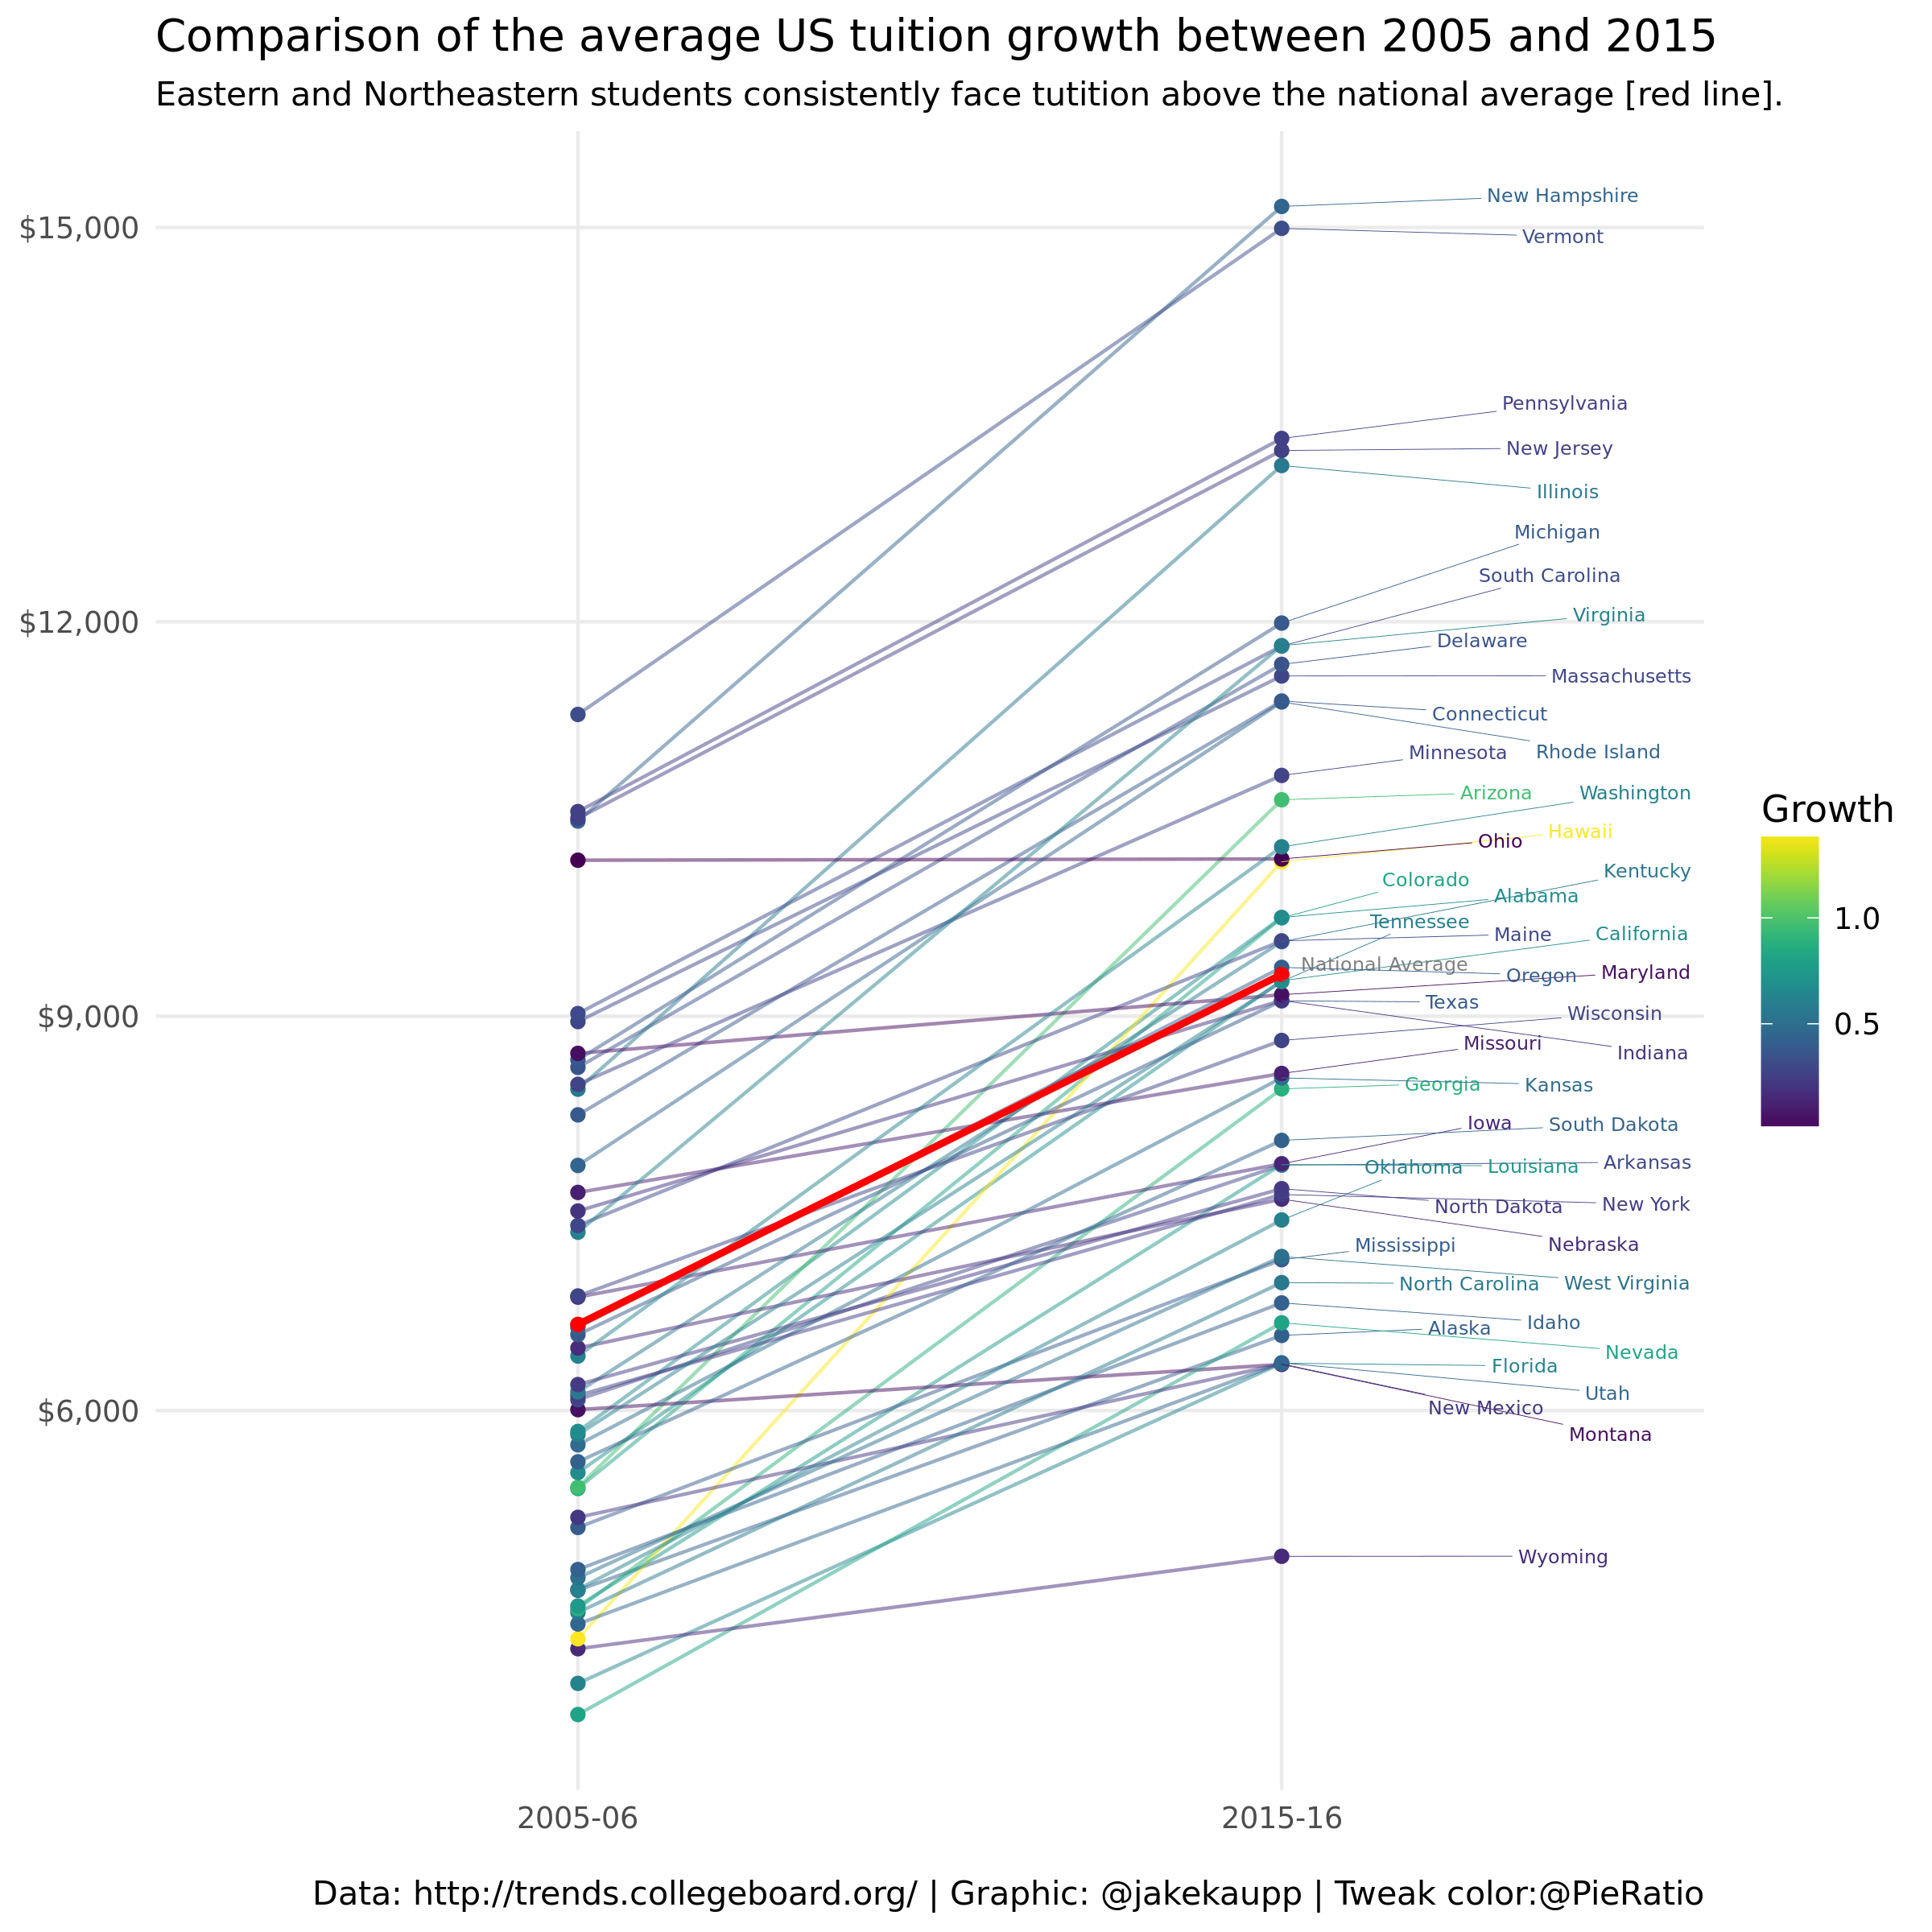 Comparison of the average US tuition growth between 2005 and 2015
Eastern and Northeastern students consistently face tutition above the national average [red line].
$15,000
$12,000
$9,000
$6,000
New Hampshire
Vermont
Pennsylvania
New Jersey
Illinois
Michigan
South Carolina
Virginia
Delaware
Massachusetts
Connecticut
Rhode Island
Minnesota
Arizona
Washington
Hawaii
Ohio
Kentucky
Colorado
Alabama
Tennessee
Maine
California
National Average
Oregon
Maryland
Texas
Wisconsin
Missouri
Indiana
Georgia
Kansas
Iowa
South Dakota
Oklahoma
Louisiana
Arkansas
North Dakota
New York
Nebraska
Mississippi
West Virginia
North Carolina
Idaho
Alaska
Nevada
Florida
Utah
New Mexico
Montana
Wyoming
Growth
1.0
0.5
2005-06
2015-16
Data: http://trends.collegeboard.org/ | Graphic: @jakekaupp | Tweak color:@PieRatio